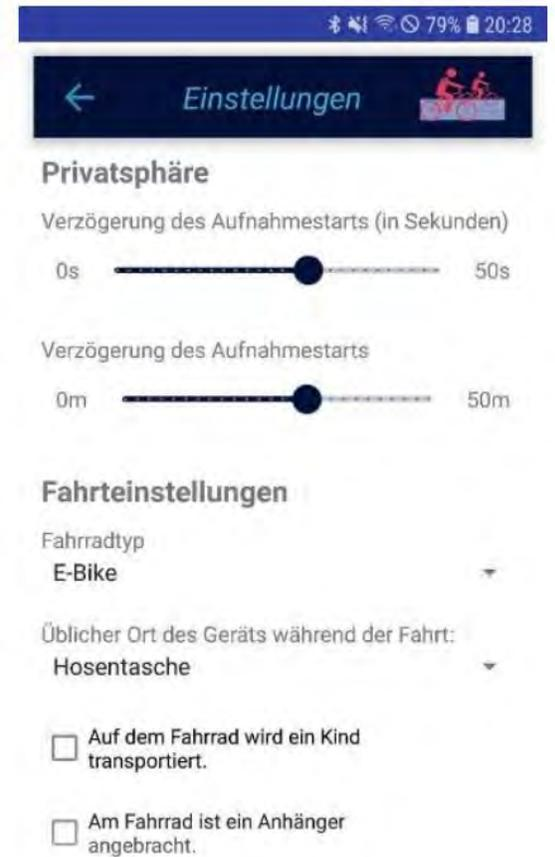 79% 20:28
Einstellungen
Privatsphäre
Verzögerung des Aufnahmestarts (in Sekunden)
0s 50s
Verzögerung des Aufnahmestarts
0m 50m
Fahrteinstellungen
Fahrradtyp
E-Bike
Üblicher Ort des Geräts während der Fahrt:
Hosentasche
Auf dem Fahrrad wird ein Kind
transportiert.
Am Fahrrad ist ein Anhänger
angebracht.